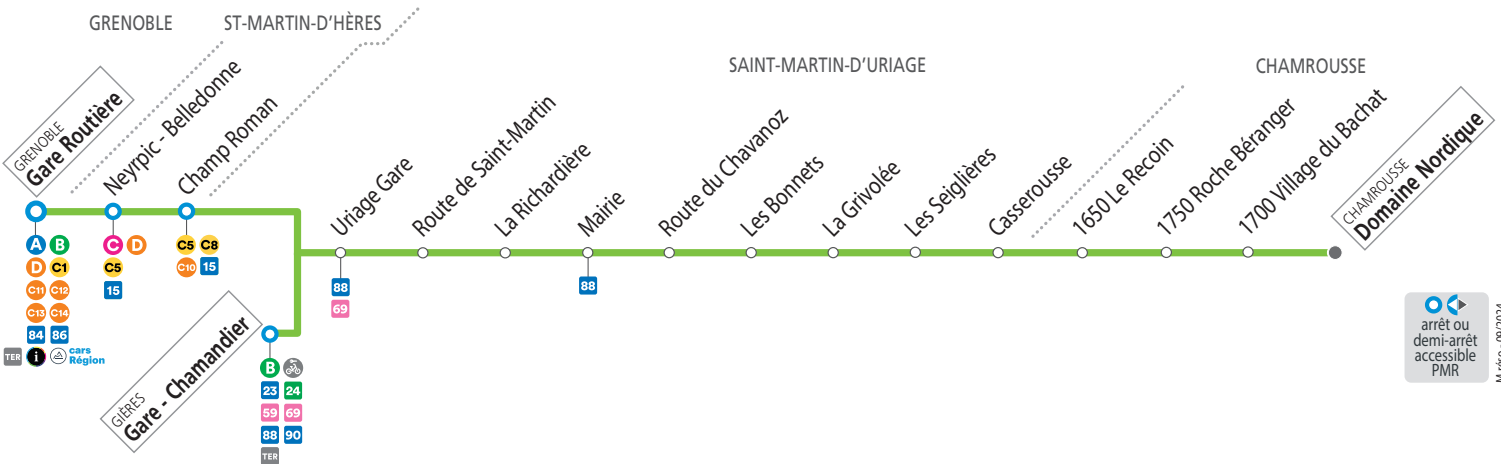 GRENOBLE
ST-MARTIN-D'HÈRES
SAINT-MARTIN-D'URIAGE
CHAMROUSSE
GRENOBLE
Gare Routière
Neyrpic - Belledonne
Champ Roman
Uriage Gare
Route de Saint-Martin
La Richardière
Mairie
Route du Chavanoz
Les Bonnets
La Grivolée
Les Seiglières
Casserousse
1650 Le Recoin
1750 Roche Béranger
1700 Village du Bachat
CHAMROUSSE
Domaine Nordique
A B
D C1
C11 C12
C13 C14
84 86
TER i cars
Région
C D
C5
15
C5 C8
C10 15
88
69
88
GIÈRES
Gare - Chamandier
B
23 24
59 69
88 90
TER
arrêt ou
demi-arrêt
accessible
PMR
M réso - 09/2024